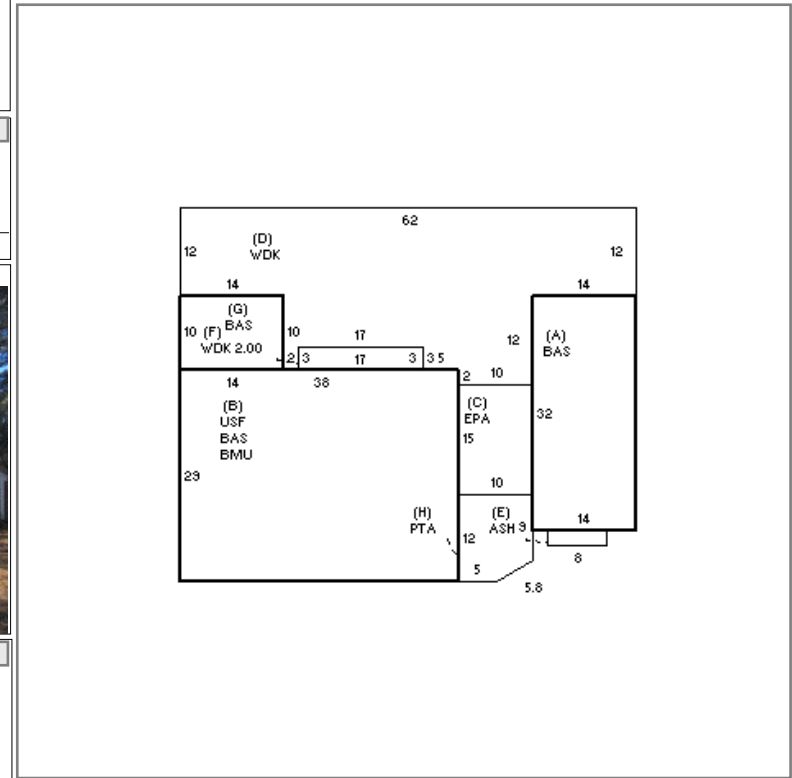 62
(D)
WDK
12
12
14
14
(G)
BAS
10
(F)
WDK 2.00
10
17
12
(A)
BAS
2
3
17
3
3
5
2
10
14
38
(B)
USF
BAS
BMU
(C)
EPA
15
32
29
10
(H)
PTA
12
(E)
ASH
9
14
5
8
5.8